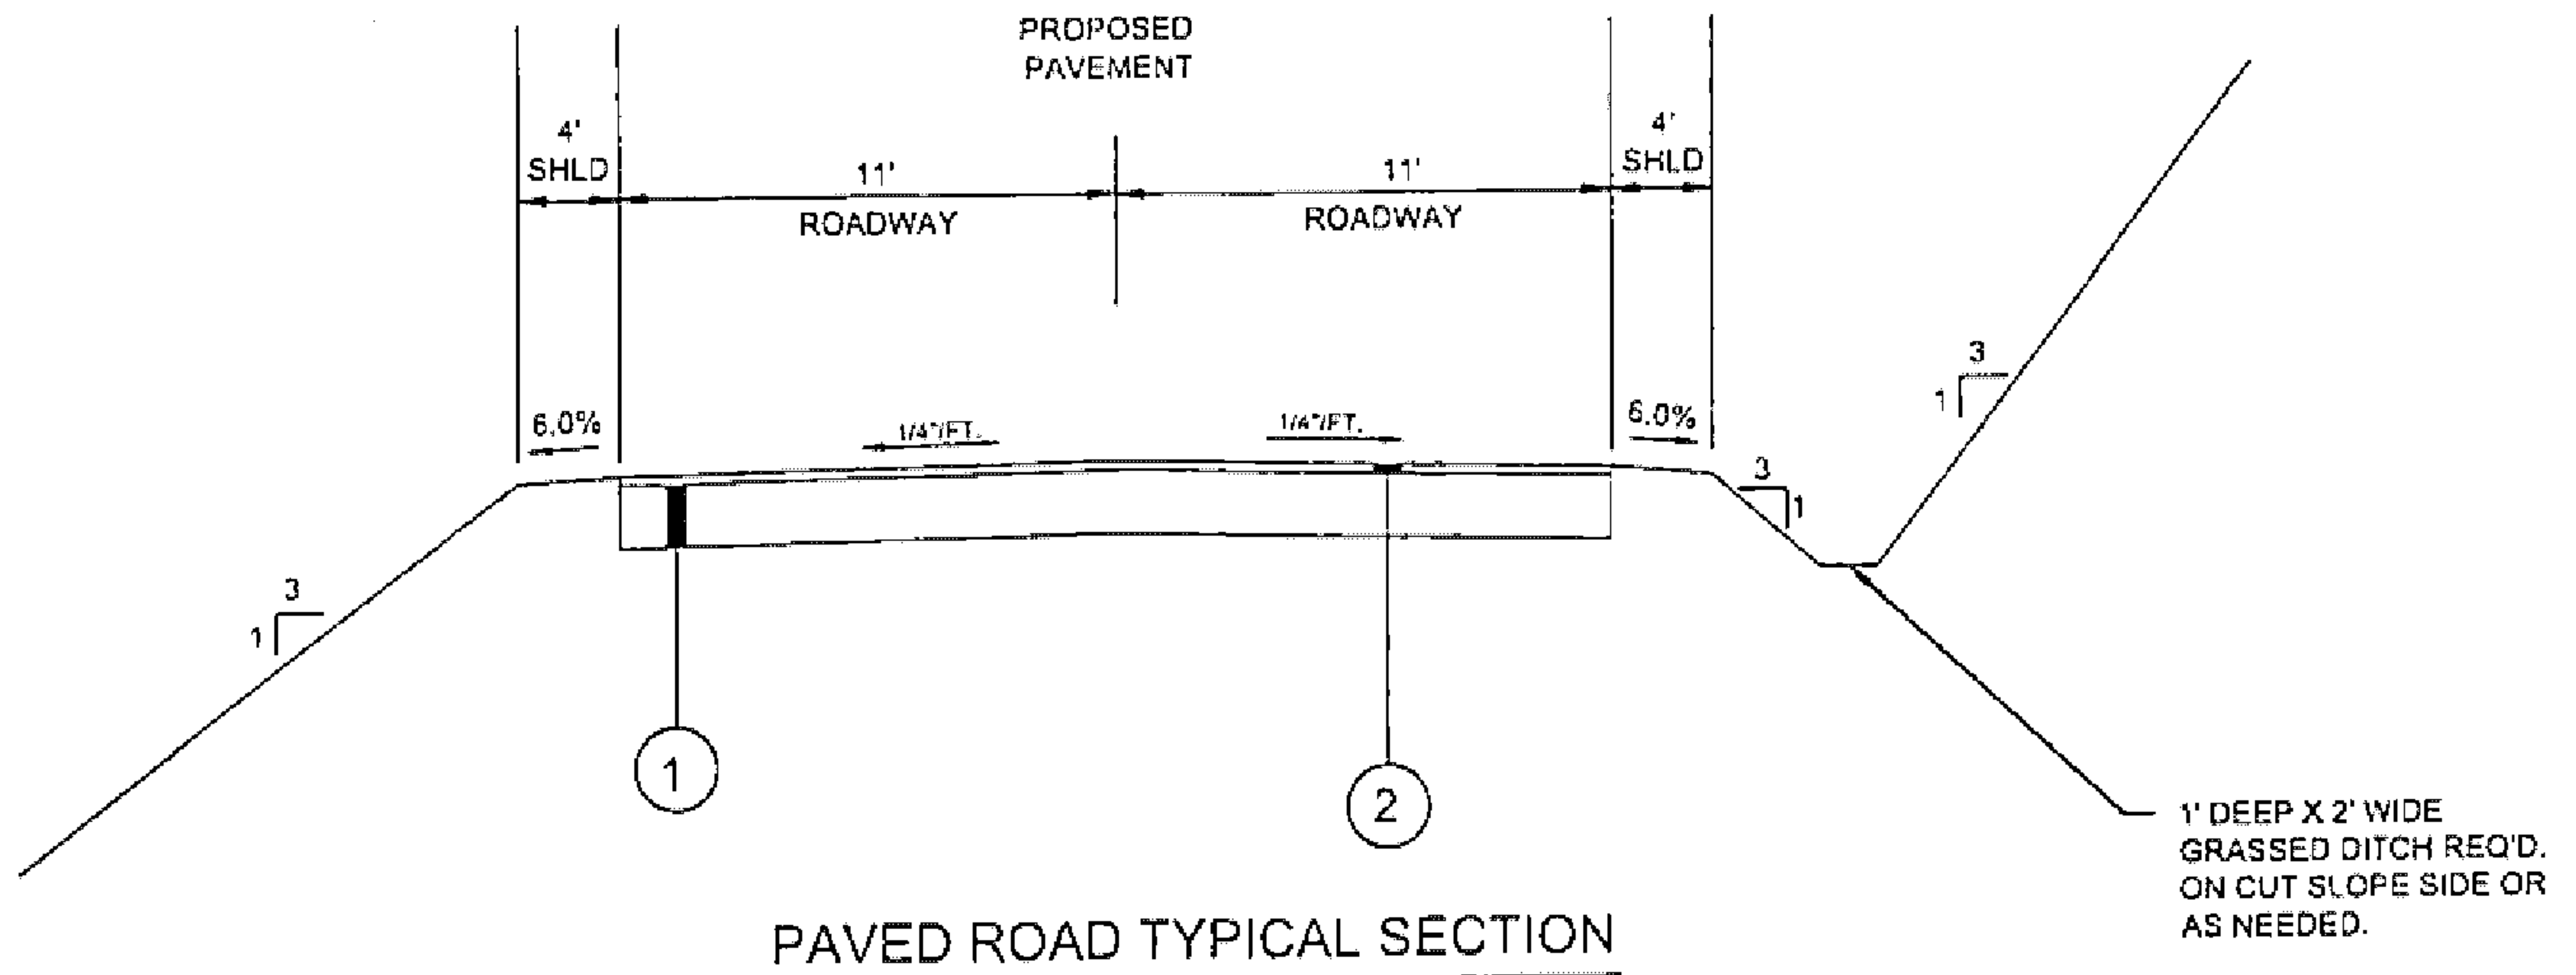 PROPOSED
PAVEMENT
4'
SHLD
11'
ROADWAY
11'
ROADWAY
4'
SHLD
6.0%
1/4"/FT.
1/4"/FT.
6.0%
3
1
3
1
3
1
1
2
1' DEEP X 2' WIDE
GRASSED DITCH REQ'D.
ON CUT SLOPE SIDE OR
AS NEEDED.
PAVED ROAD TYPICAL SECTION